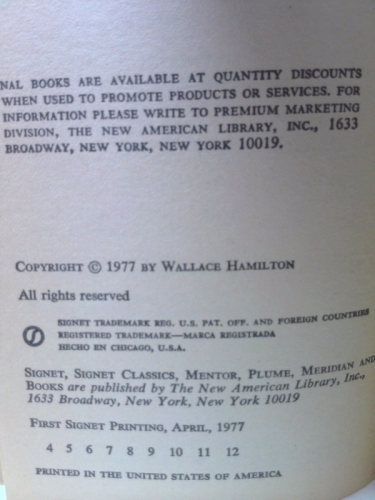 NAL BOOKS ARE AVAILABLE AT QUANTITY DISCOUNTS
WHEN USED TO PROMOTE PRODUCTS OR SERVICES. FOR
INFORMATION PLEASE WRITE TO PREMIUM MARKETING
DIVISION, THE NEW AMERICAN LIBRARY, INC., 1633
BROADWAY, NEW YORK, NEW YORK 10019.
COPYRIGHT © 1977 BY WALLACE HAMILTON
All rights reserved
SIGNET TRADEMARK REG. U.S. PAT. OFF. AND FOREIGN COUNTRIES
REGISTERED TRADEMARK—MARCA REGISTRADA
HECHO EN CHICAGO, U.S.A.
SIGNET, SIGNET CLASSICS, MENTOR, PLUME, MERIDIAN AND
BOOKS are published by The New American Library, Inc.,
1633 Broadway, New York, New York 10019
FIRST SIGNET PRINTING, APRIL, 1977
4 5 6 7 8 9 10 11 12
PRINTED IN THE UNITED STATES OF AMERICA